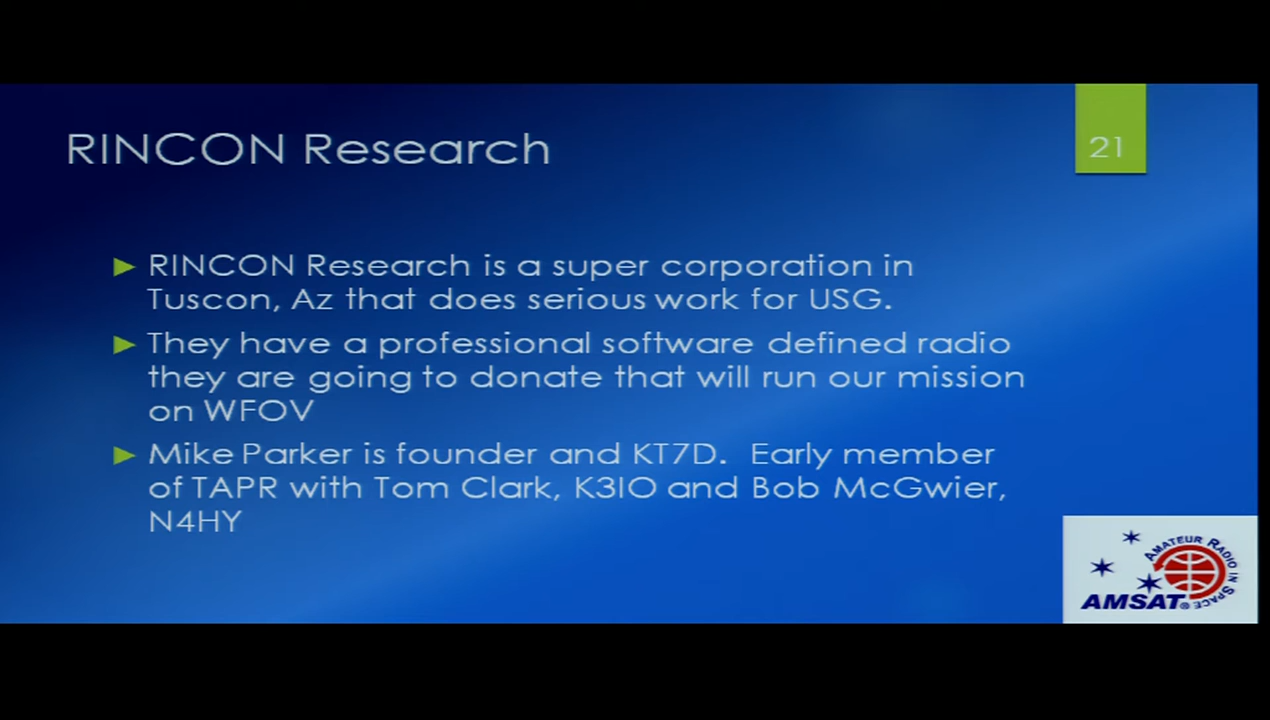 RINCON Research
21
RINCON Research is a super corporation in
Tuscon, Az that does serious work for USG.
They have a professional software defined radio
they are going to donate that will run our mission
on WFOV
Mike Parker is founder and KT7D. Early member
of TAPR with Tom Clark, K3IO and Bob McGwier,
N4HY
AMATEUR RADIO IN SPACE
AMSAT®